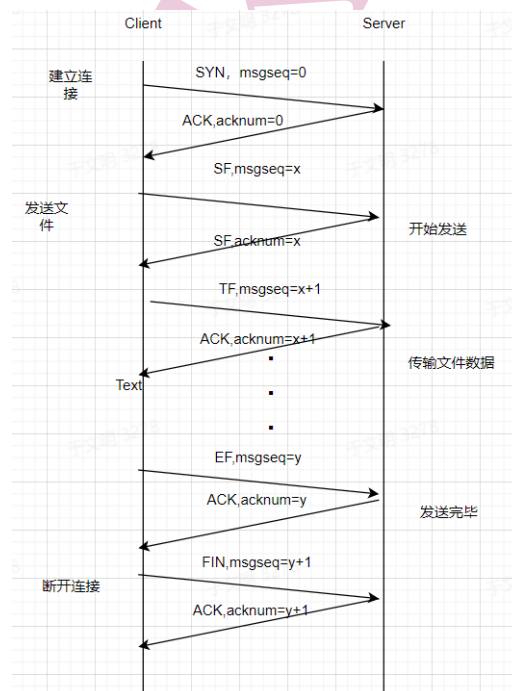 Client
Server
SYN，msgseq=0
建立连
接
ACK,acknum=0
SF,msgseq=x
发送文
件
开始发送
SF,acknum=x
TF,msgseq=x+1
ACK,acknum=x+1
传输文件数据
Text
EF,msgseq=y
ACK,acknum=y
发送完毕
FIN,msgseq=y+1
断开连接
ACK,acknum=y+1